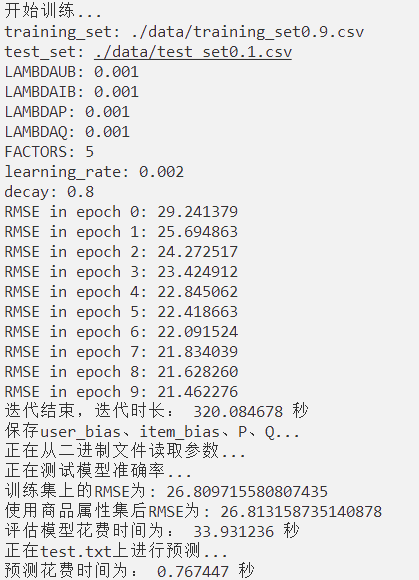 开始训练...
training_set: ./data/training_set0.9.csv
test_set: ./data/test_set0.1.csv
LAMBDAUB: 0.001
LAMBDAIB: 0.001
LAMBDAP: 0.001
LAMBDAQ: 0.001
FACTORS: 5
learning_rate: 0.002
decay: 0.8
RMSE in epoch 0: 29.241379
RMSE in epoch 1: 25.694863
RMSE in epoch 2: 24.272517
RMSE in epoch 3: 23.424912
RMSE in epoch 4: 22.845062
RMSE in epoch 5: 22.418663
RMSE in epoch 6: 22.091524
RMSE in epoch 7: 21.834039
RMSE in epoch 8: 21.628260
RMSE in epoch 9: 21.462276
迭代结束，迭代时长： 320.084678 秒
保存user_bias、item_bias、P、Q...
正在从二进制文件读取参数...
正在测试模型准确率...
训练集上的RMSE为: 26.809715580807435
使用商品属性集后RMSE为: 26.813158735140878
评估模型花费时间为： 33.931236 秒
正在test.txt上进行预测...
预测花费时间为： 0.767447 秒